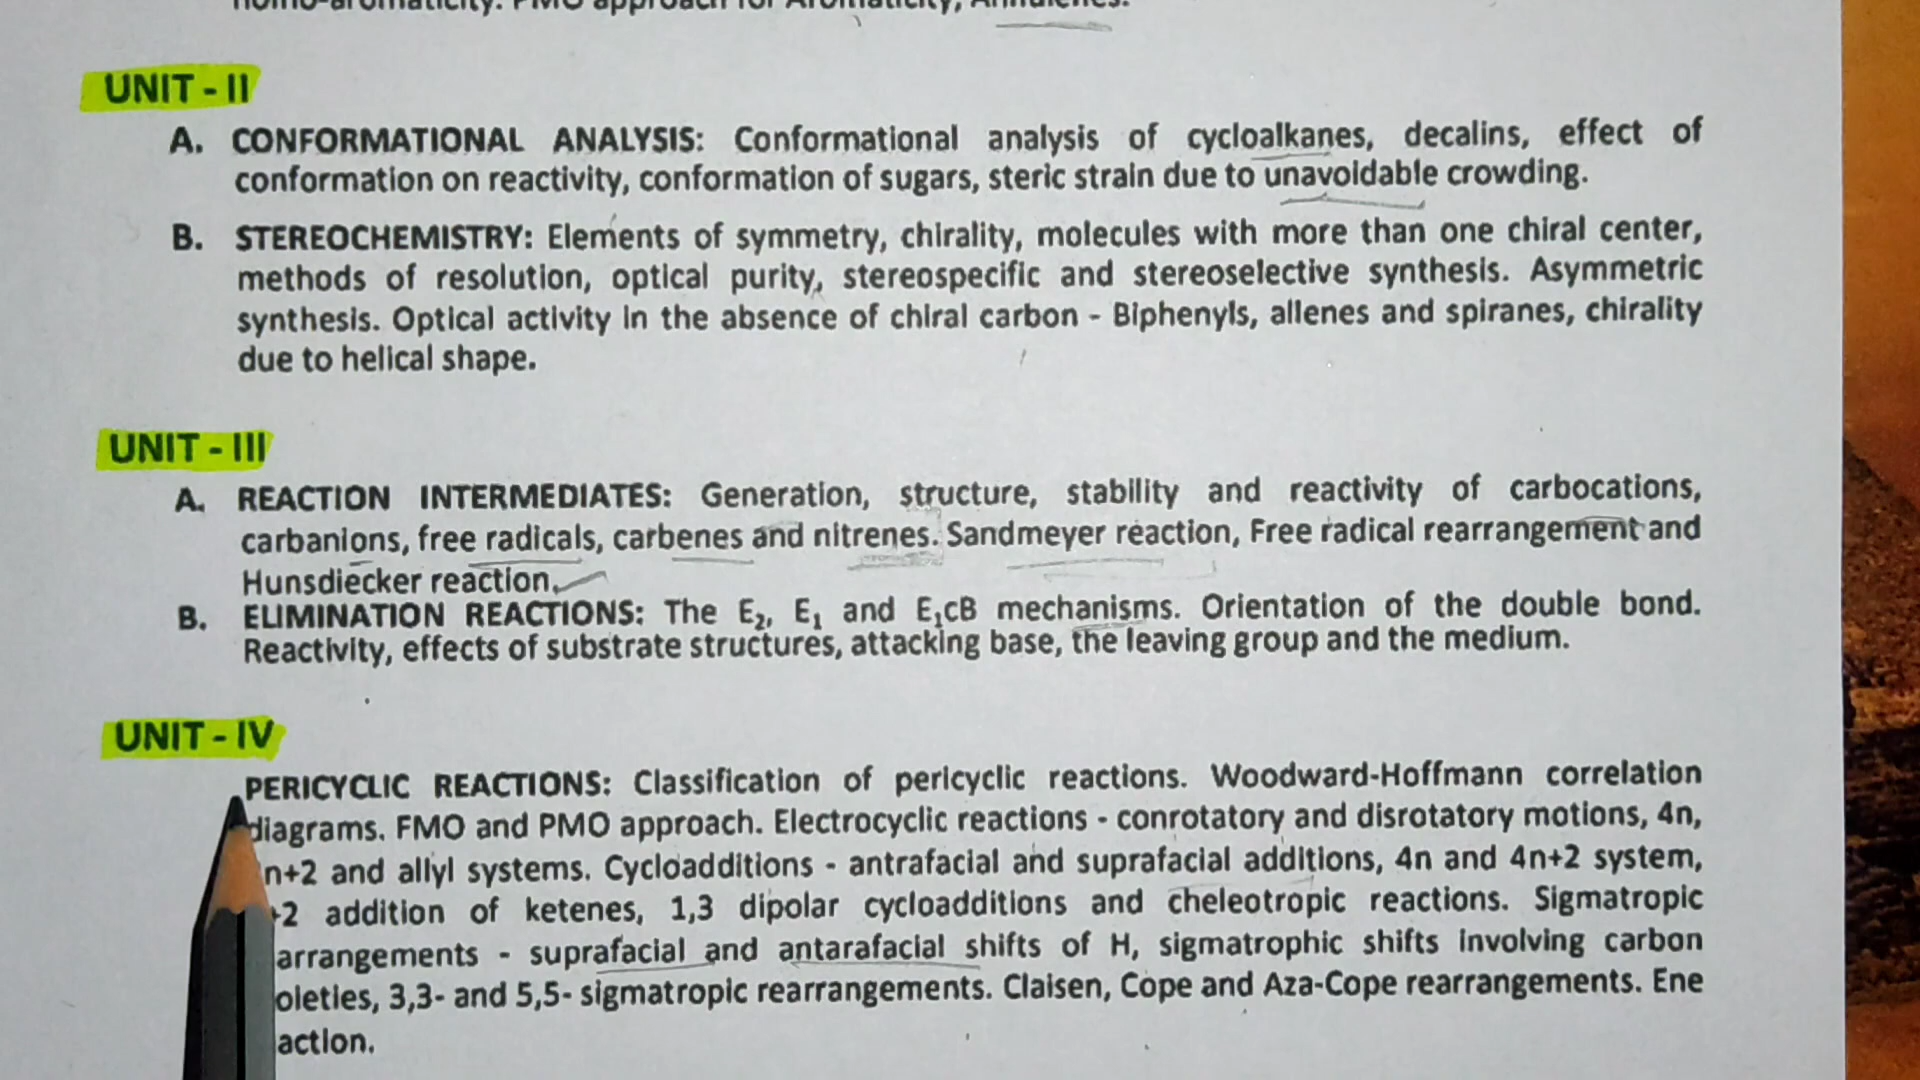 homo-aromaticity. PMO approach for Aromaticity, Annulenes.
UNIT - II
A. CONFORMATIONAL ANALYSIS: Conformational analysis of cycloalkanes, decalins, effect of
conformation on reactivity, conformation of sugars, steric strain due to unavoidable crowding.
B. STEREOCHEMISTRY: Elements of symmetry, chirality, molecules with more than one chiral center,
methods of resolution, optical purity, stereospecific and stereoselective synthesis. Asymmetric
synthesis. Optical activity in the absence of chiral carbon - Biphenyls, allenes and spiranes, chirality
due to helical shape.
UNIT - III
A. REACTION INTERMEDIATES: Generation, structure, stability and reactivity of carbocations,
carbanions, free radicals, carbenes and nitrenes. Sandmeyer reaction, Free radical rearrangement and
Hunsdiecker reaction.
B. ELIMINATION REACTIONS: The E₂, E₁ and E₁cB mechanisms. Orientation of the double bond.
Reactivity, effects of substrate structures, attacking base, the leaving group and the medium.
UNIT - IV
PERICYCLIC REACTIONS: Classification of pericyclic reactions. Woodward-Hoffmann correlation
diagrams. FMO and PMO approach. Electrocyclic reactions - conrotatory and disrotatory motions, 4n,
n+2 and allyl systems. Cycloadditions - antrafacial and suprafacial additions, 4n and 4n+2 system,
+2 addition of ketenes, 1,3 dipolar cycloadditions and cheleotropic reactions. Sigmatropic
arrangements - suprafacial and antarafacial shifts of H, sigmatrophic shifts involving carbon
oieties, 3,3- and 5,5- sigmatropic rearrangements. Claisen, Cope and Aza-Cope rearrangements. Ene
action.